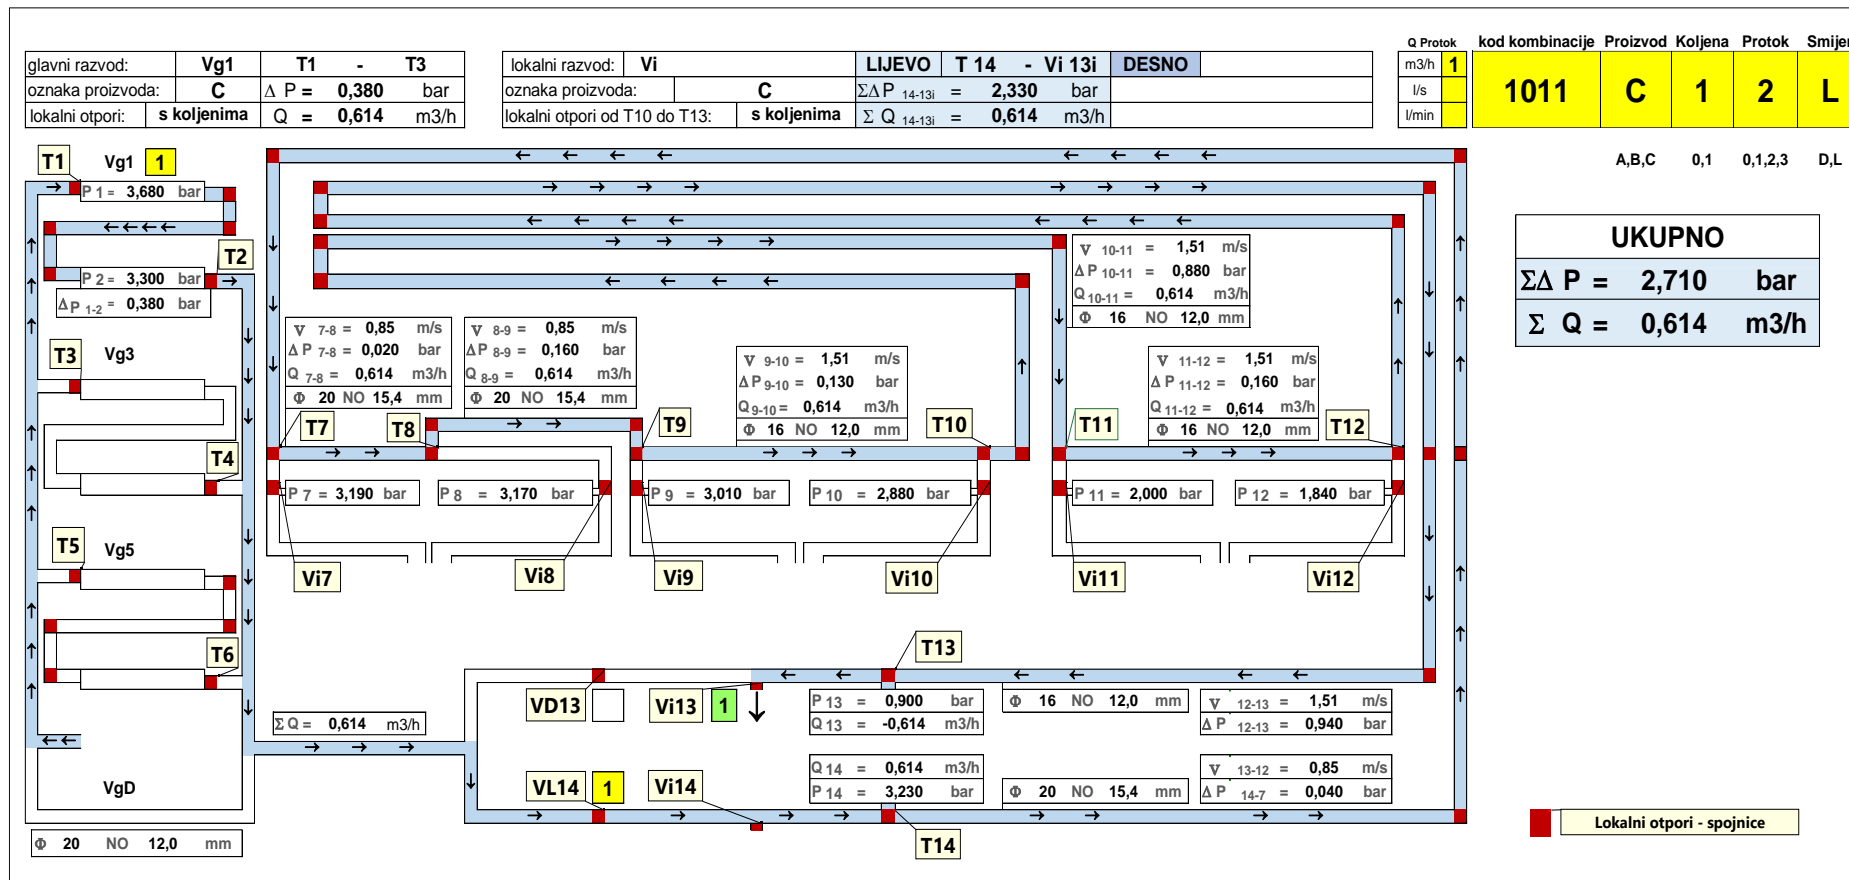 glavni razvod: Vg1 T1 - T3
oznaka proizvoda: C Δ P = 0,380 bar
lokalni otpori: s koljenima Q = 0,614 m3/h
lokalni razvod: Vi LIJEVO T 14 - Vi 13i DESNO
oznaka proizvoda: C ΣΔP 14-13i = 2,330 bar
lokalni otpori od T10 do T13: s koljenima Σ Q 14-13i = 0,614 m3/h
Q Protok
m3/h 1
l/s
l/min
kod kombinacije Proizvod Koljena Protok Smijer
1011 C 1 2 L
A,B,C 0,1 0,1,2,3 D,L
UKUPNO
ΣΔ P = 2,710 bar
Σ Q = 0,614 m3/h
T1 Vg1 1
P 1 = 3,680 bar
T2
P 2 = 3,300 bar
Δ P 1-2 = 0,380 bar
T3 Vg3
T4
T5 Vg5
T6
VgD
Φ 20 NO 12,0 mm
V 7-8 = 0,85 m/s
Δ P 7-8 = 0,020 bar
Q 7-8 = 0,614 m3/h
Φ 20 NO 15,4 mm
V 8-9 = 0,85 m/s
Δ P 8-9 = 0,160 bar
Q 8-9 = 0,614 m3/h
Φ 20 NO 15,4 mm
V 9-10 = 1,51 m/s
Δ P 9-10 = 0,130 bar
Q 9-10 = 0,614 m3/h
Φ 16 NO 12,0 mm
V 10-11 = 1,51 m/s
Δ P 10-11 = 0,880 bar
Q 10-11 = 0,614 m3/h
Φ 16 NO 12,0 mm
V 11-12 = 1,51 m/s
Δ P 11-12 = 0,160 bar
Q 11-12 = 0,614 m3/h
Φ 16 NO 12,0 mm
T7 T8 T9 T10 T11 T12
P 7 = 3,190 bar
P 8 = 3,170 bar
P 9 = 3,010 bar
P 10 = 2,880 bar
P 11 = 2,000 bar
P 12 = 1,840 bar
Vi7 Vi8 Vi9 Vi10 Vi11 Vi12
T13
VD13 Vi13 1
P 13 = 0,900 bar
Q 13 = -0,614 m3/h
Φ 16 NO 12,0 mm
V 12-13 = 1,51 m/s
Δ P 12-13 = 0,940 bar
Σ Q = 0,614 m3/h
VL14 1 Vi14
Q 14 = 0,614 m3/h
P 14 = 3,230 bar
Φ 20 NO 15,4 mm
V 13-12 = 0,85 m/s
Δ P 14-7 = 0,040 bar
T14
Lokalni otpori - spojnice